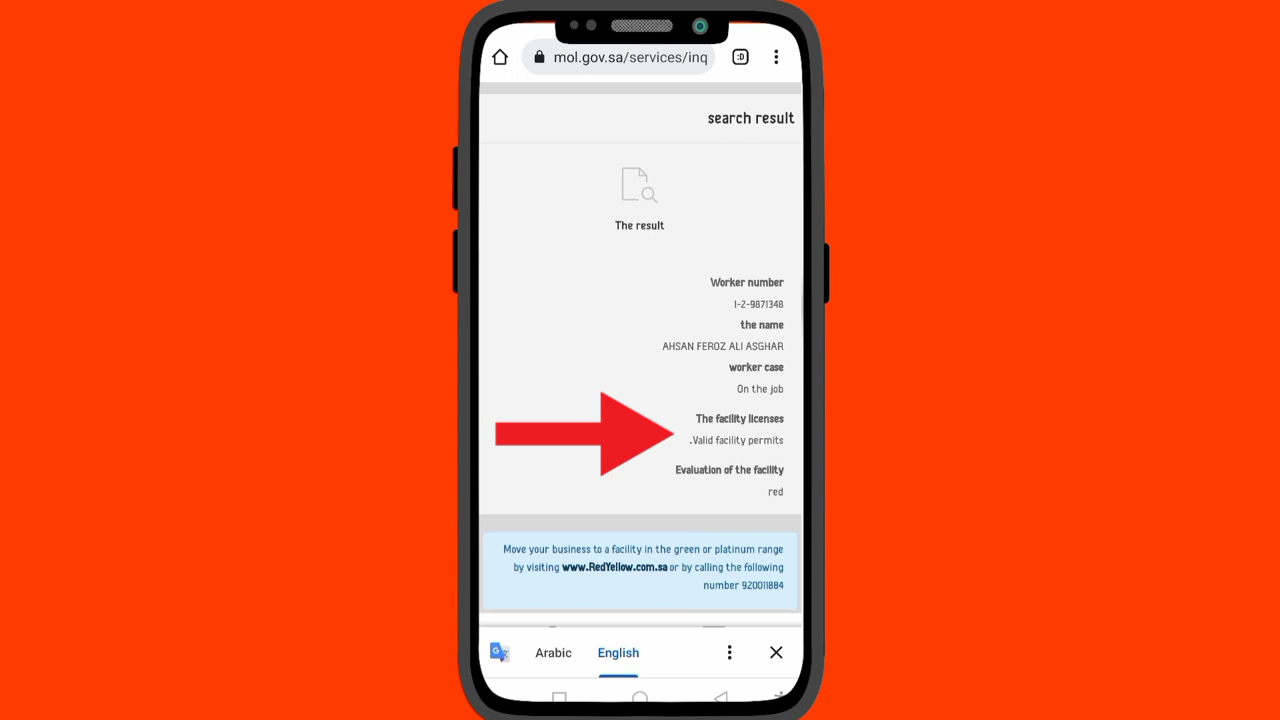 mol.gov.sa/services/inq
:D
search result
The result
Worker number
1-2-9871348
the name
AHSAN FEROZ ALI ASGHAR
worker case
On the job
The facility licenses
.Valid facility permits
Evaluation of the facility
red
Move your business to a facility in the green or platinum range
by visiting www.RedYellow.com.sa or by calling the following
number 920011884
Arabic English